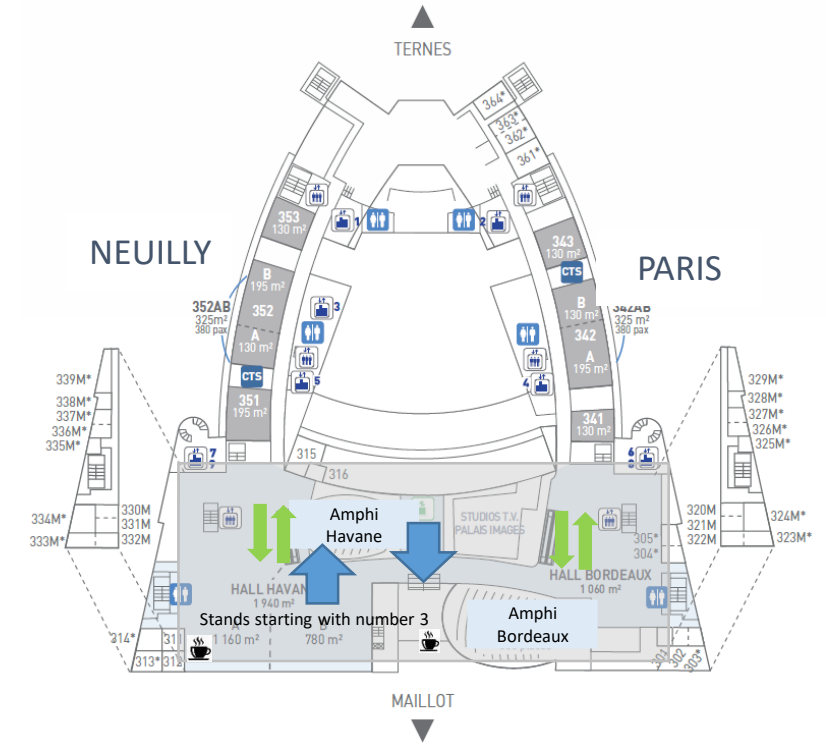 TERNES
364*
363*
362*
361*
353
130 m²
1
2
NEUILLY
343
130 m²
CTS
PARIS
B
195 m²
352AB
325m²
380 pax
352
A
130 m²
3
B
130 m²
342AB
325 m²
380 pax
342
A
195 m²
CTS
5
4
351
195 m²
341
130 m²
339M*
338M*
337M*
336M*
335M*
329M*
328M*
327M*
326M*
325M*
7
6
315
316
334M*
333M*
330M
331M
332M
Amphi
Havane
STUDIOS T.V.
PALAIS IMAGES
305*
304*
320M
321M
322M
324M*
323M*
HALL HAVAN
1 940 m²
HALL BORDEAUX
1 060 m²
Stands starting with number 3
Amphi
Bordeaux
314*
311
1 160 m²
780 m²
313*
312
301
302
303*
MAILLOT